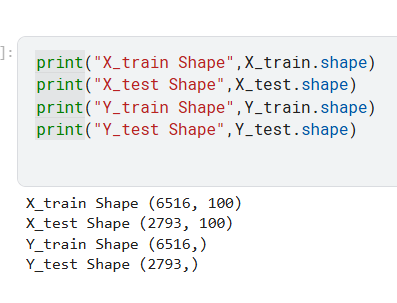 ]:
print("X_train Shape",X_train.shape)
print("X_test Shape",X_test.shape)
print("Y_train Shape",Y_train.shape)
print("Y_test Shape",Y_test.shape)
X_train Shape (6516, 100)
X_test Shape (2793, 100)
Y_train Shape (6516,)
Y_test Shape (2793,)